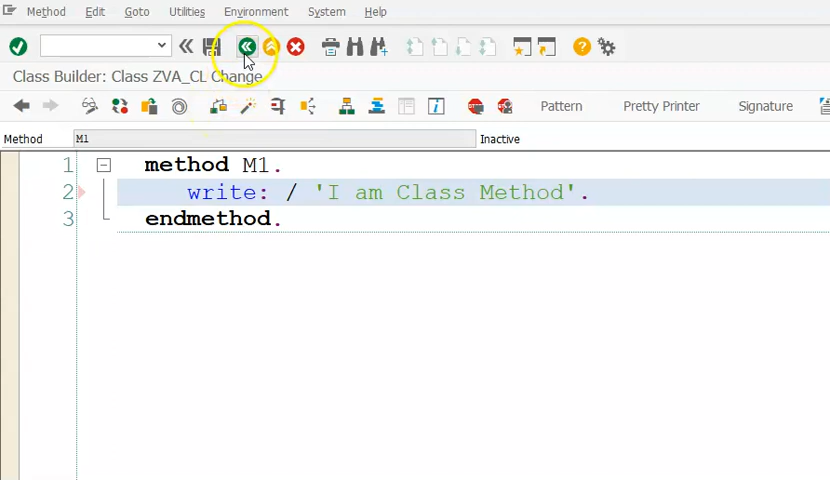 Method Edit Goto Utilities Environment System Help
Class Builder: Class ZVA_CL Change
Pattern Pretty Printer Signature
Method M1 Inactive
1 method M1.
2 write: / 'I am Class Method'.
3 endmethod.